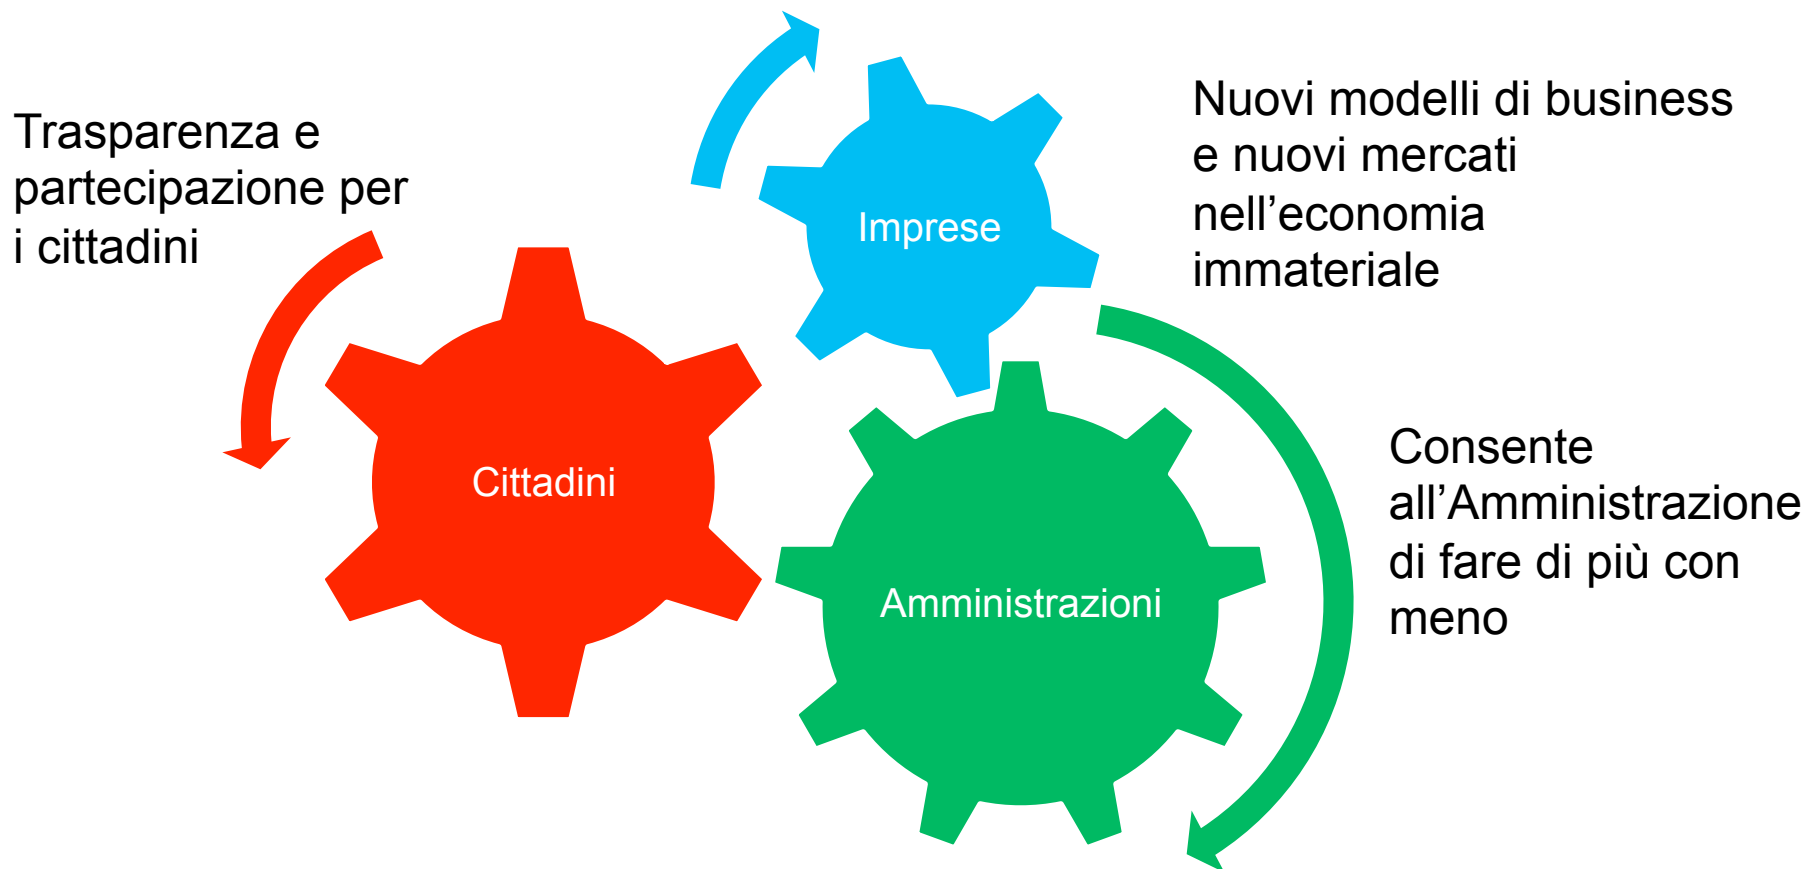 Trasparenza e
partecipazione per
i cittadini
Imprese
Nuovi modelli di business
e nuovi mercati
nell’economia
immateriale
Cittadini
Amministrazioni
Consente
all’Amministrazione
di fare di più con
meno